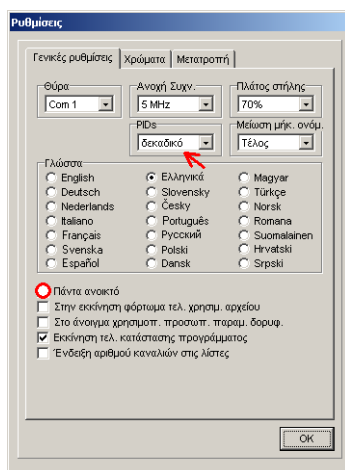 Ρυθμίσεις
Γενικές ρυθμίσεις Χρώματα Μετατροπή
Θύρα Ανοχή Συχν. Πλάτος στήλης
Com 1 5 MHz 70%
PIDs Μείωση μήκ. ονόμ.
δεκαδικό Τέλος
Γλώσσα
English Ελληνικά Magyar
Deutsch Slovensky Türkçe
Nederlands Česky Norsk
Italiano Português Romana
Français Русский Suomalainen
Svenska Polski Hrvatski
Español Dansk Srpski
Πάντα ανοικτό
Στην εκκίνηση φόρτωμα τελ. χρησιμ. αρχείου
Στο άνοιγμα χρησιμοπ. προσωπ. παραμ. δορυφ.
Εκκίνηση τελ. κατάστασης προγράμματος
Ένδειξη αριθμού καναλιών στις λίστες
OK